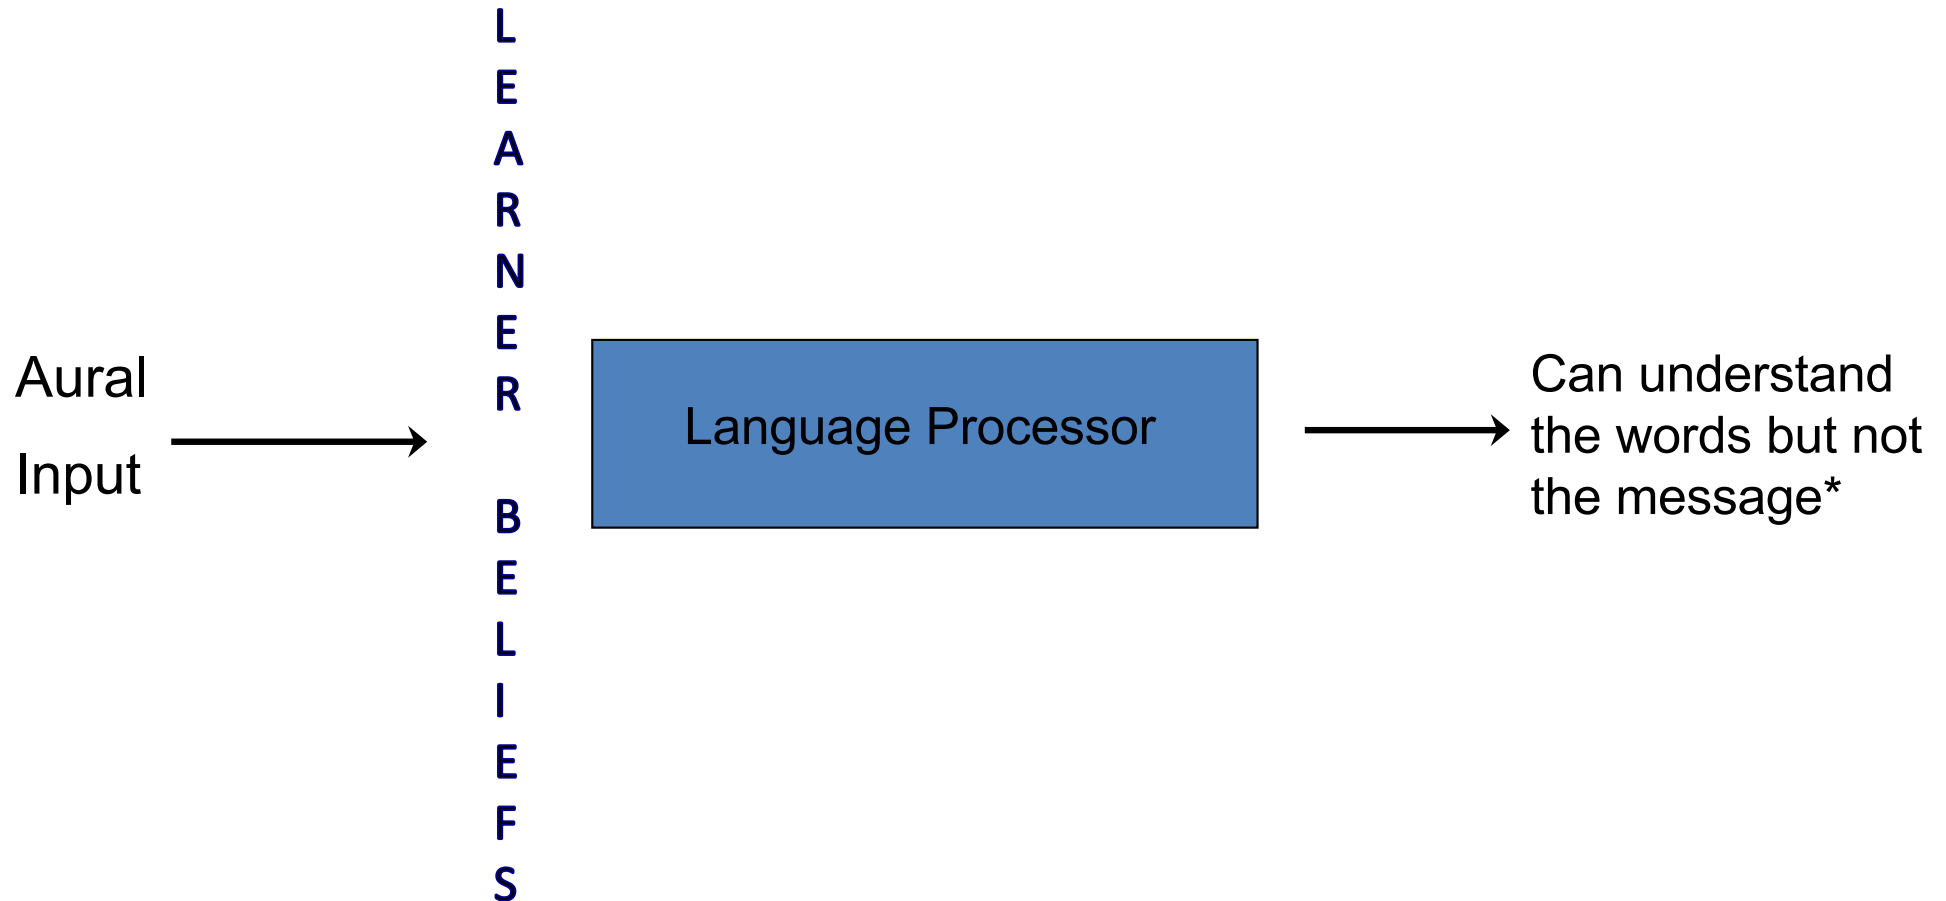 Aural
Input
L
E
A
R
N
E
R
B
E
L
I
E
F
S
Language Processor
Can understand
the words but not
the message*